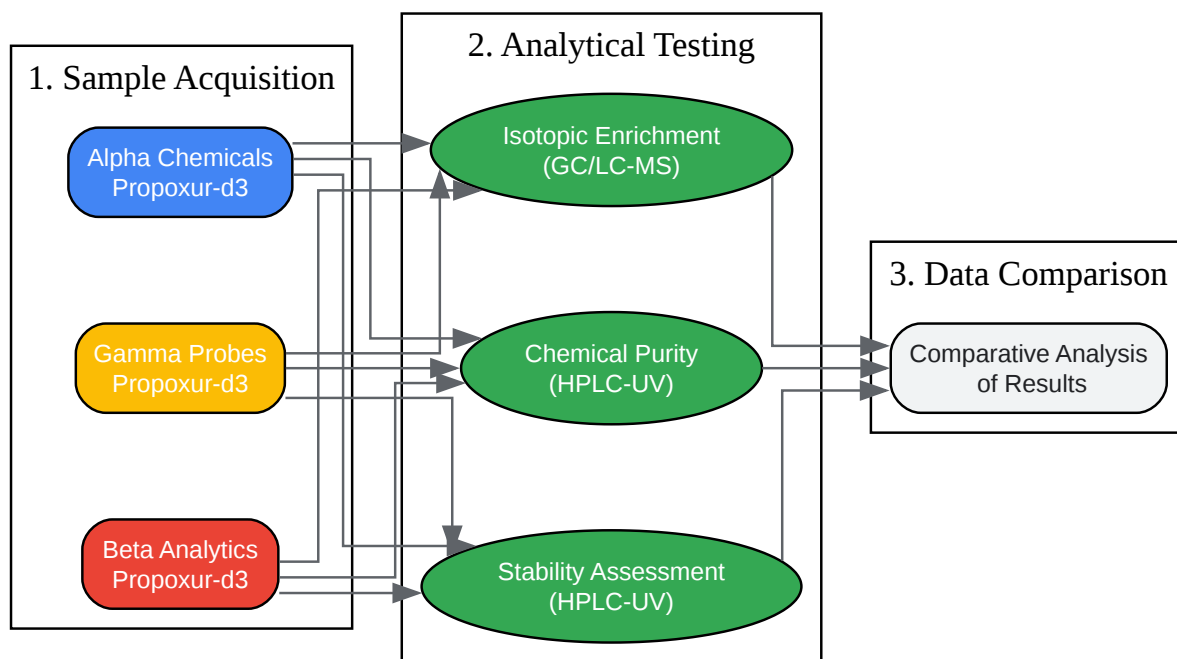 1. Sample Acquisition
Alpha Chemicals
Propoxur-d3
Gamma Probes
Propoxur-d3
Beta Analytics
Propoxur-d3
2. Analytical Testing
Isotopic Enrichment
(GC/LC-MS)
Chemical Purity
(HPLC-UV)
Stability Assessment
(HPLC-UV)
3. Data Comparison
Comparative Analysis
of Results